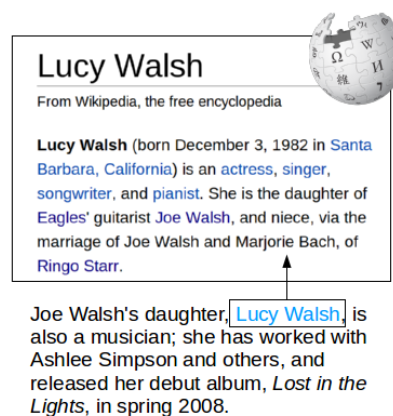 Lucy Walsh
From Wikipedia, the free encyclopedia
Lucy Walsh (born December 3, 1982 in Santa
Barbara, California) is an actress, singer,
songwriter, and pianist. She is the daughter of
Eagles' guitarist Joe Walsh, and niece, via the
marriage of Joe Walsh and Marjorie Bach, of
Ringo Starr.
Joe Walsh's daughter, Lucy Walsh, is
also a musician; she has worked with
Ashlee Simpson and others, and
released her debut album, Lost in the
Lights, in spring 2008.